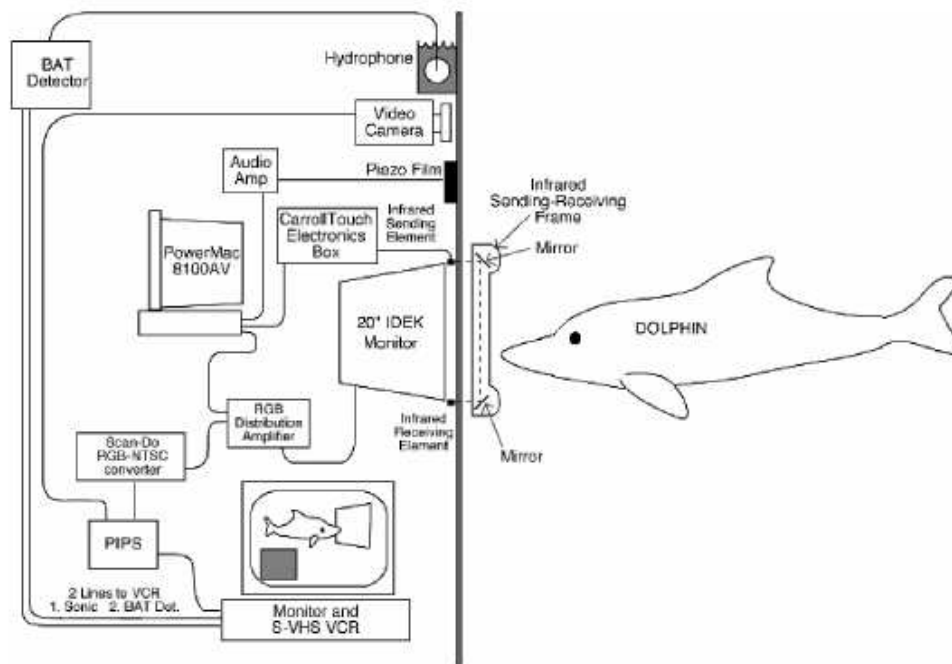 BAT
Detector
Hydrophone
Video
Camera
Audio
Amp
Piezo Film
Infrared
Sending-Receiving
Frame
Infrared
Sending
Element
CarrollTouch
Electronics
Box
Mirror
PowerMac
8100AV
20" IDEK
Monitor
DOLPHIN
RGB
Distribution
Amplifier
Infrared
Receiving
Element
Scan-Do
RGB-NTSC
converter
Mirror
PIPS
2 Lines to VCR
1. Sonic 2. BAT Det.
Monitor and
S-VHS VCR